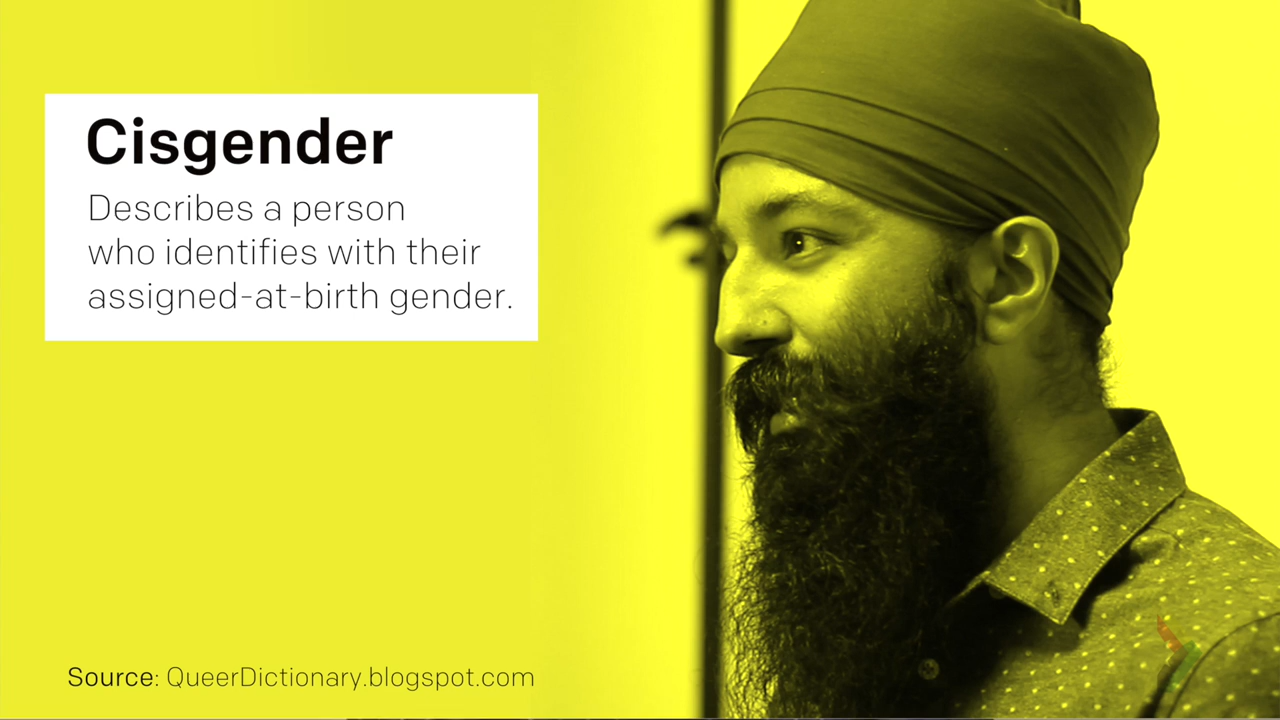 Cisgender
Describes a person
who identifies with their
assigned-at-birth gender.
Source: QueerDictionary.blogspot.com